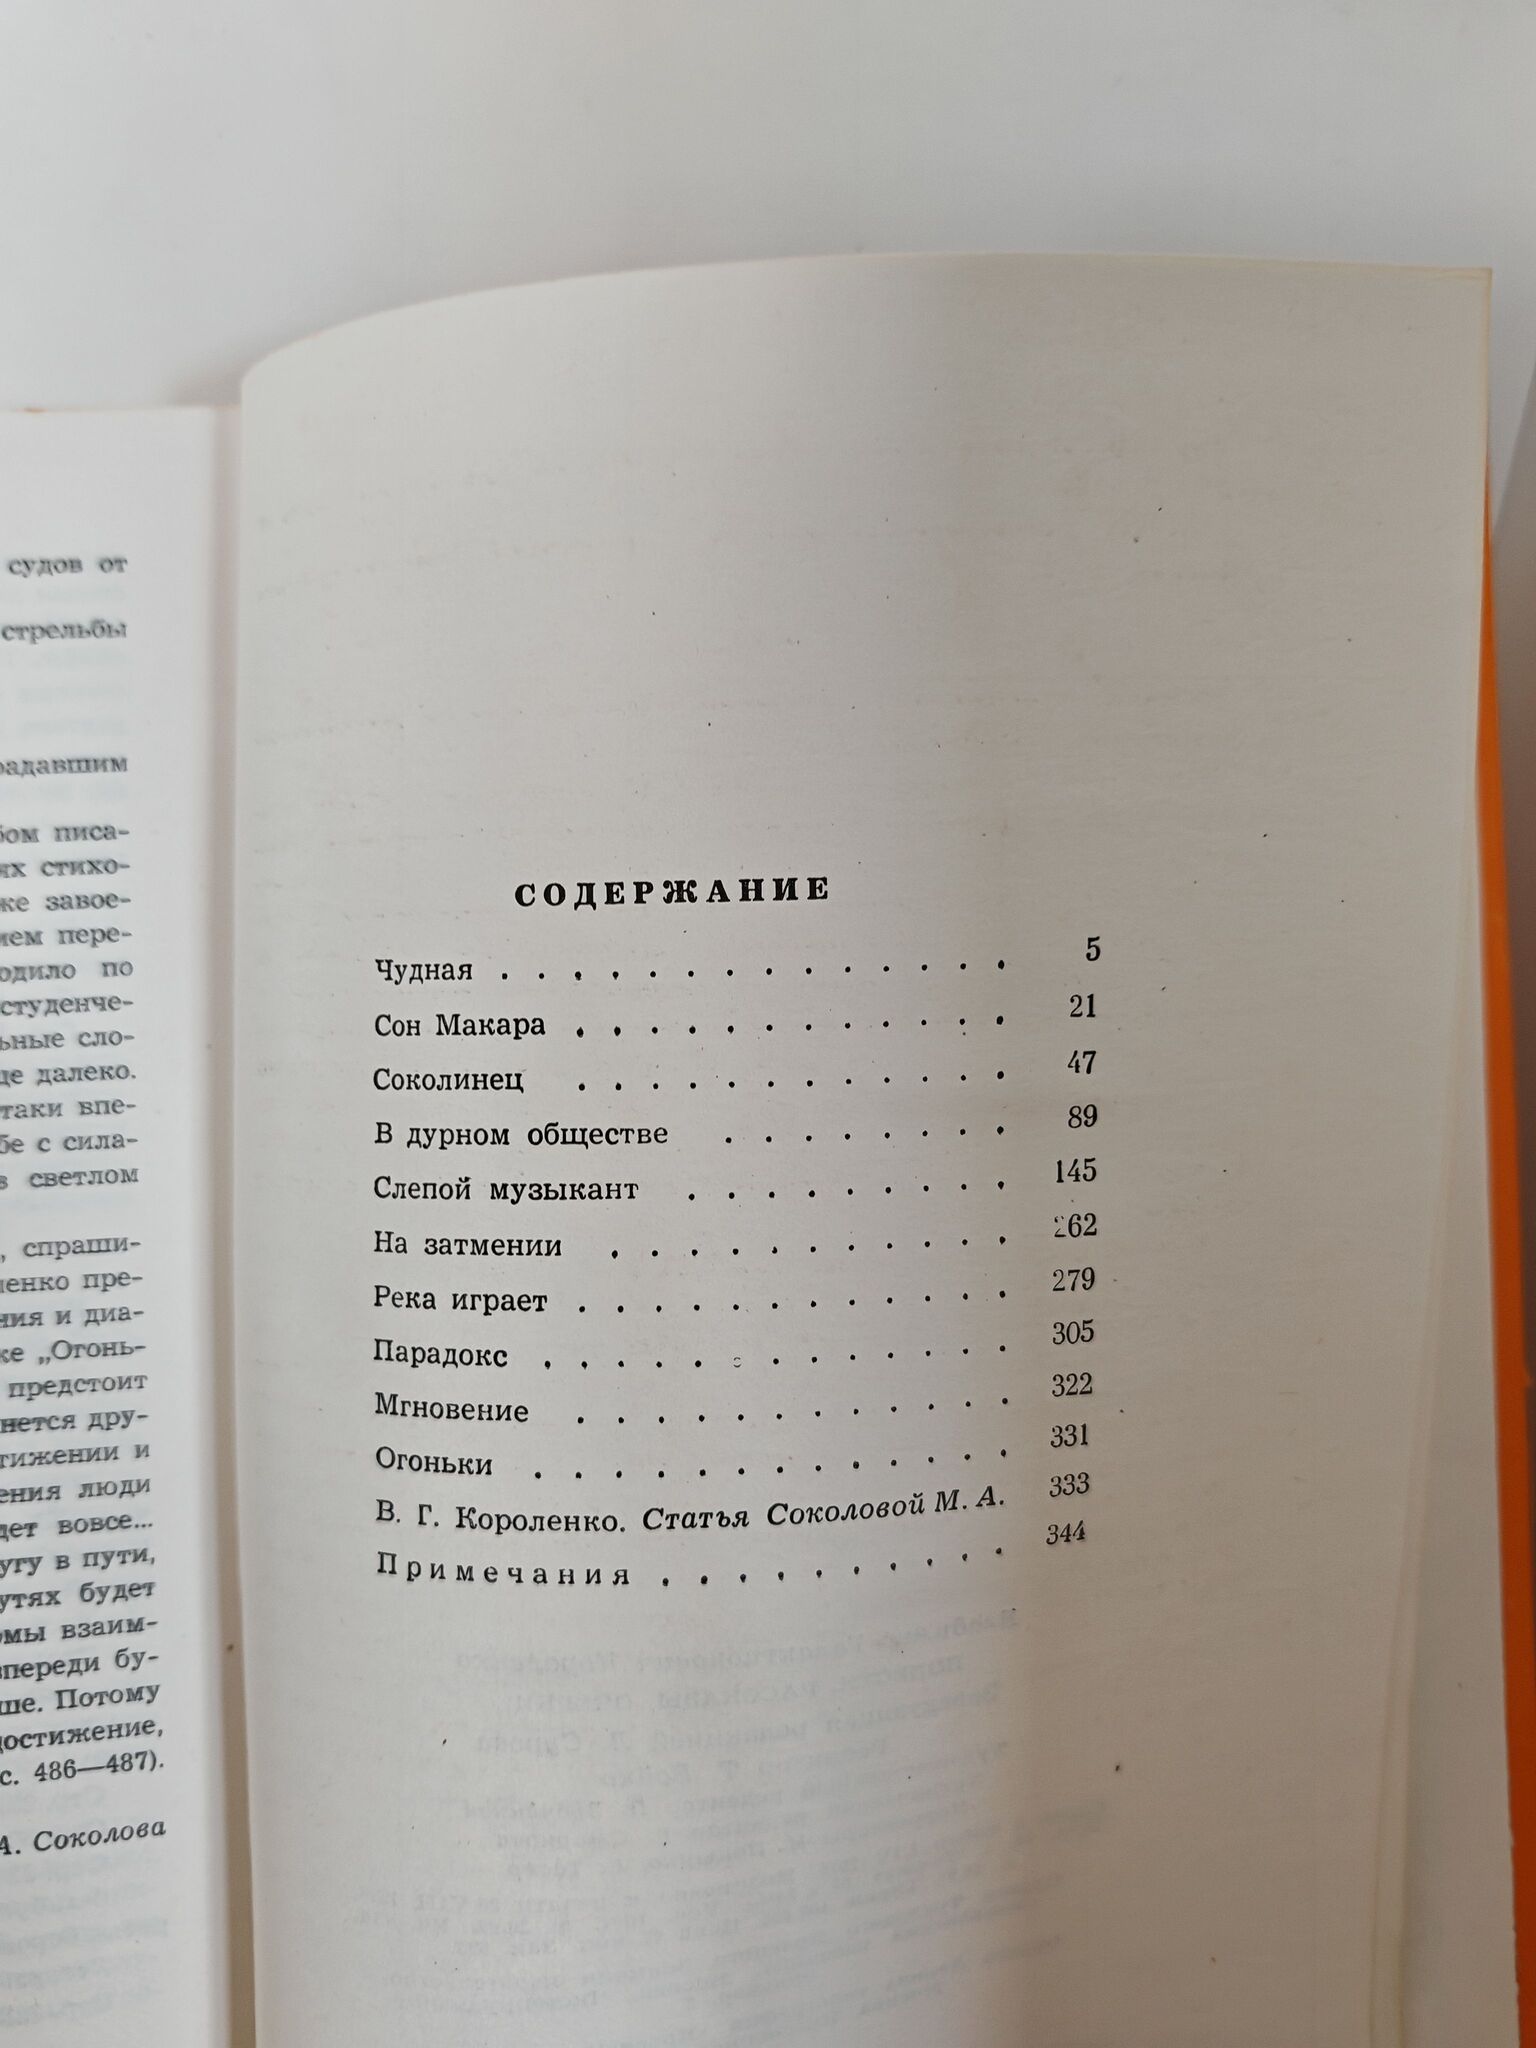 судов от
стрельбы
радавшим
бом писа-
ях стихо-
же завое-
ием пере-
одило по
студенче-
ьные сло-
ще далеко.
таки впе-
бе с сила-
в светлом
, спраши-
ленко пре-
ния и диа-
ке „Огонь-
предстоит
нется дру-
тижении и
ения люди
дет вовсе...
угу в пути,
утях будет
омы взаим-
впереди бу-
ше. Потому
достижение,
с. 486—487).
А. Соколова
СОДЕРЖАНИЕ
Чудная . . . . . . . . . . . . . . 5
Сон Макара . . . . . . . . . . . . 21
Соколинец . . . . . . . . . . . . 47
В дурном обществе . . . . . . . . 89
Слепой музыкант . . . . . . . . . 145
На затмении . . . . . . . . . . . 262
Река играет . . . . . . . . . . . . 279
Парадокс . . . . . . . . . . . . . 305
Мгновение . . . . . . . . . . . . 322
Огоньки . . . . . . . . . . . . . 331
В. Г. Короленко. Статья Соколовой М. А. 333
Примечания . . . . . . . . . . 344